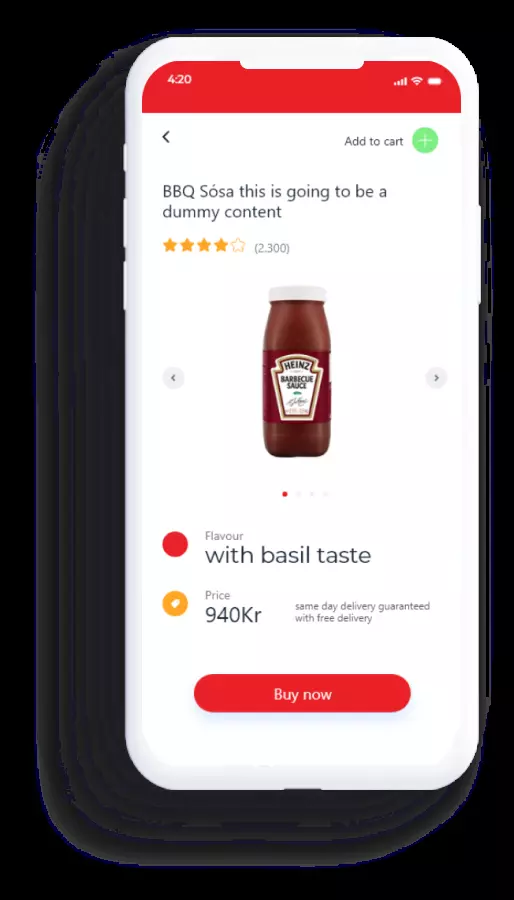 4:20
Add to cart
BBQ Sósa this is going to be a
dummy content
(2.300)
HEINZ
BARBECUE
SAUCE
Flavour
with basil taste
Price
940Kr
same day delivery guaranteed
with free delivery
Buy now